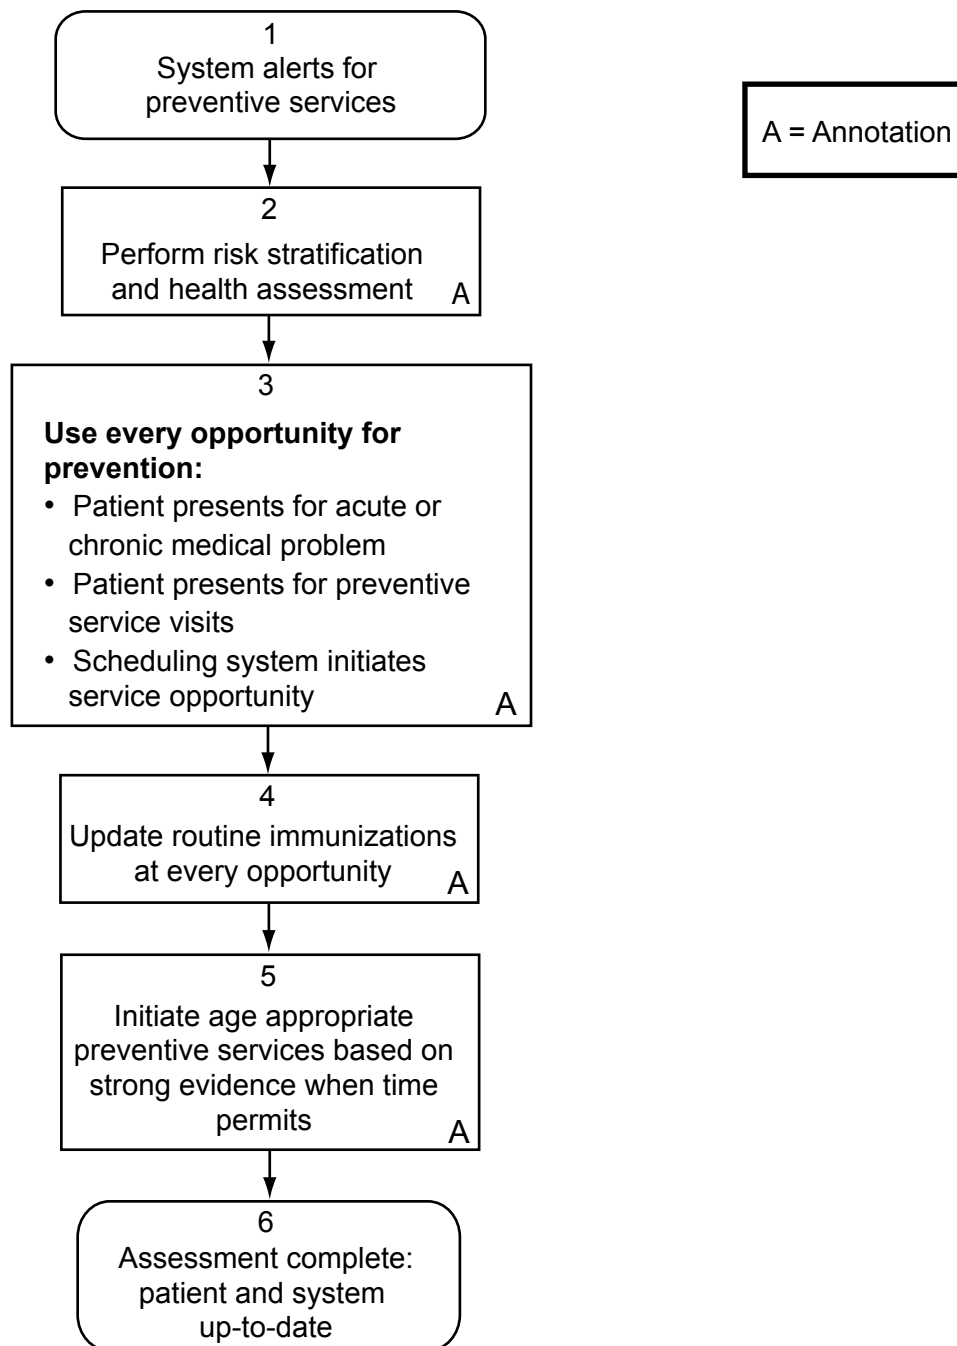 1
System alerts for
preventive services
A = Annotation
2
Perform risk stratification
and health assessment
A
3
Use every opportunity for
prevention:
• Patient presents for acute or
chronic medical problem
• Patient presents for preventive
service visits
• Scheduling system initiates
service opportunity
A
4
Update routine immunizations
at every opportunity
A
5
Initiate age appropriate
preventive services based on
strong evidence when time
permits
A
6
Assessment complete:
patient and system
up-to-date